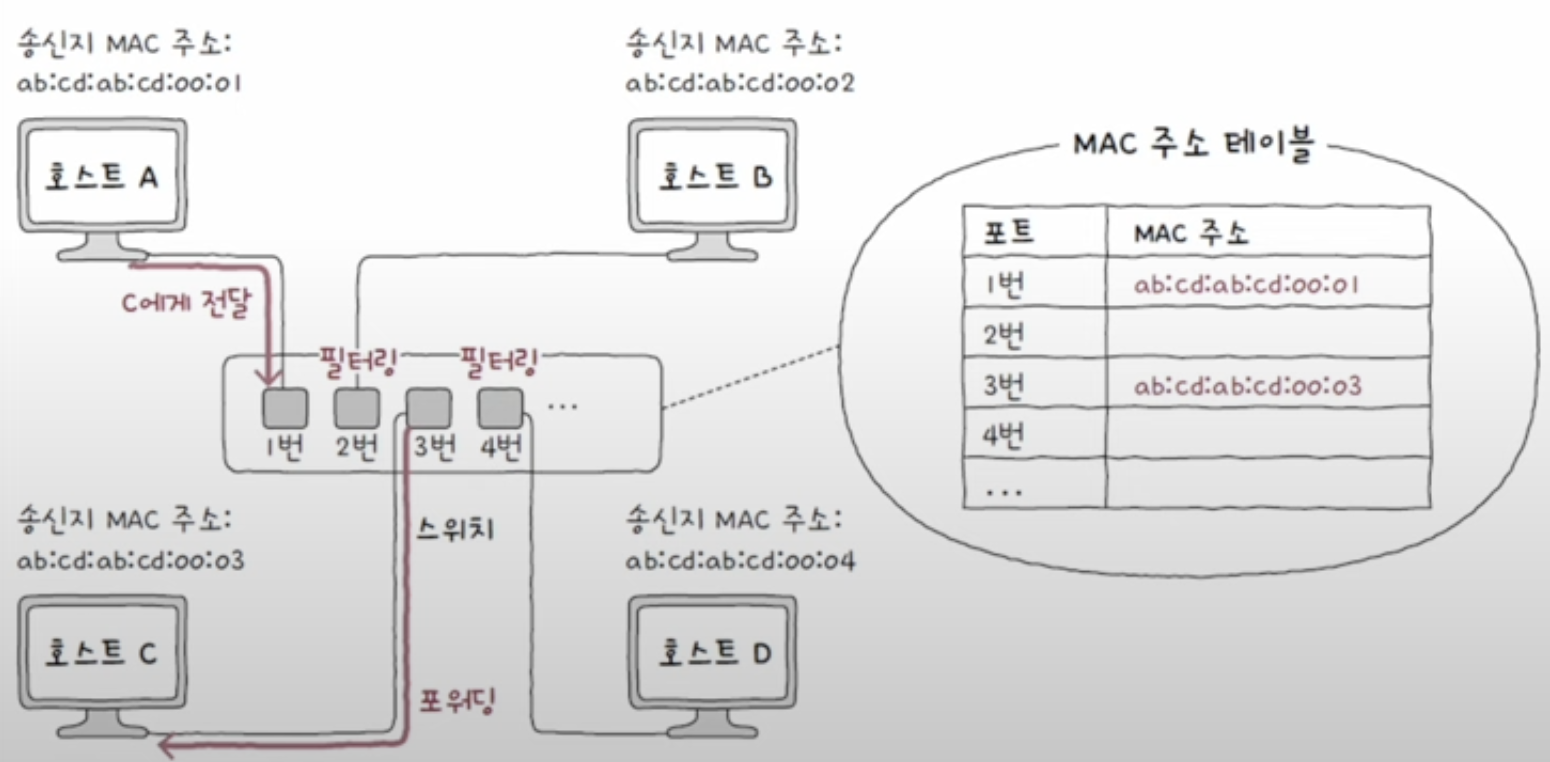 송신지 MAC 주소:
ab:cd:ab:cd:00:01
호스트 A
송신지 MAC 주소:
ab:cd:ab:cd:00:02
호스트 B
C에게 전달
필터링
필터링
1번
2번
3번
4번
...
스위치
포워딩
송신지 MAC 주소:
ab:cd:ab:cd:00:03
호스트 C
송신지 MAC 주소:
ab:cd:ab:cd:00:04
호스트 D
MAC 주소 테이블
포트 MAC 주소
1번 ab:cd:ab:cd:00:01
2번
3번 ab:cd:ab:cd:00:03
4번
...